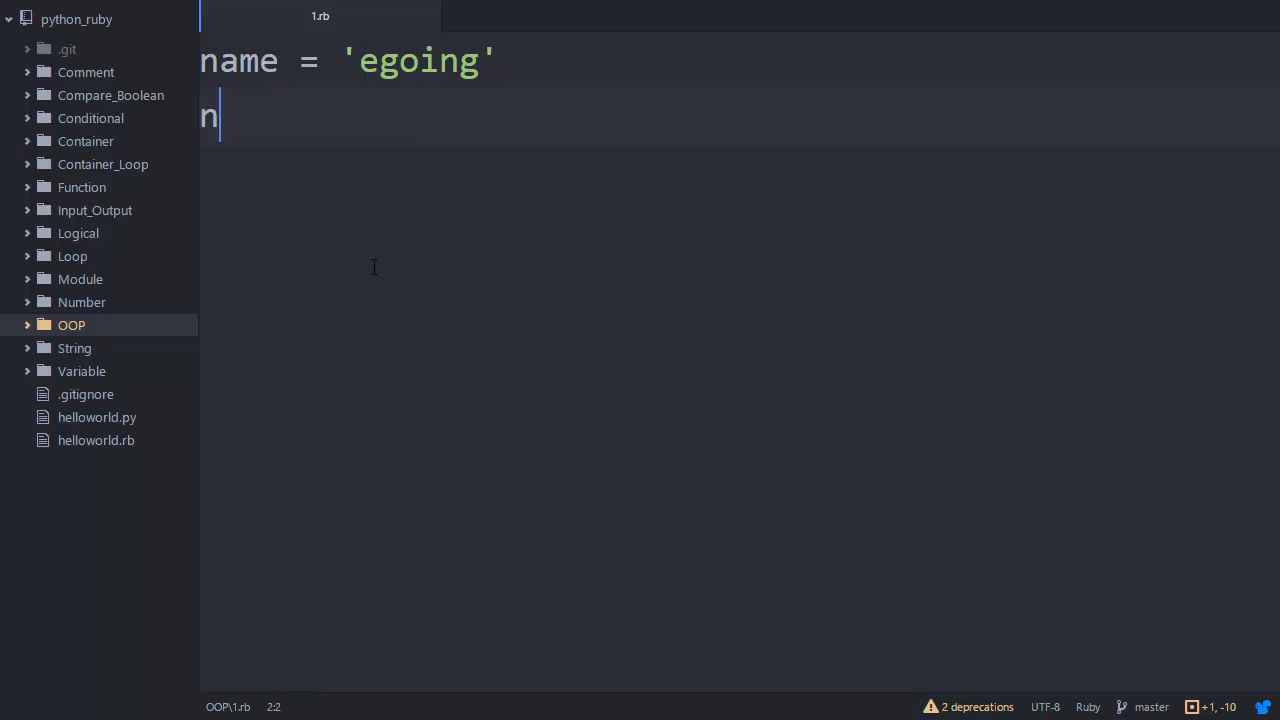 python_ruby
.git
Comment
Compare_Boolean
Conditional
Container
Container_Loop
Function
Input_Output
Logical
Loop
Module
Number
OOP
String
Variable
.gitignore
helloworld.py
helloworld.rb
1.rb
name = 'egoing'
n
OOP\1.rb 2:2 2 deprecations UTF-8 Ruby master +1, -10